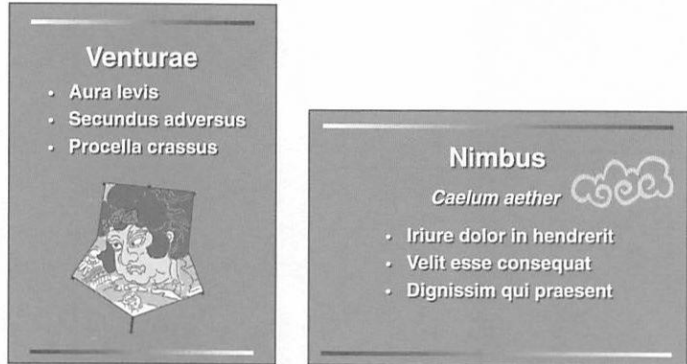 Venturae
• Aura levis
• Secundus adversus
• Procella crassus
Nimbus
Caelum aether
• Iriure dolor in hendrerit
• Velit esse consequat
• Dignissim qui praesent